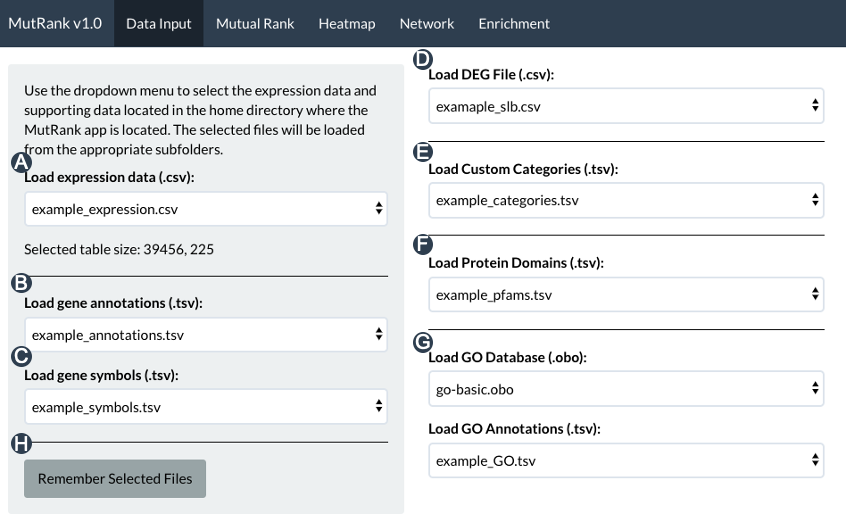 MutRank v1.0 Data Input Mutual Rank Heatmap Network Enrichment
Use the dropdown menu to select the expression data and
supporting data located in the home directory where the
MutRank app is located. The selected files will be loaded
from the appropriate subfolders.
A
Load expression data (.csv):
example_expression.csv
Selected table size: 39456, 225
B
Load gene annotations (.tsv):
example_annotations.tsv
C
Load gene symbols (.tsv):
example_symbols.tsv
H
Remember Selected Files
D
Load DEG File (.csv):
examaple_slb.csv
E
Load Custom Categories (.tsv):
example_categories.tsv
F
Load Protein Domains (.tsv):
example_pfams.tsv
G
Load GO Database (.obo):
go-basic.obo
Load GO Annotations (.tsv):
example_GO.tsv